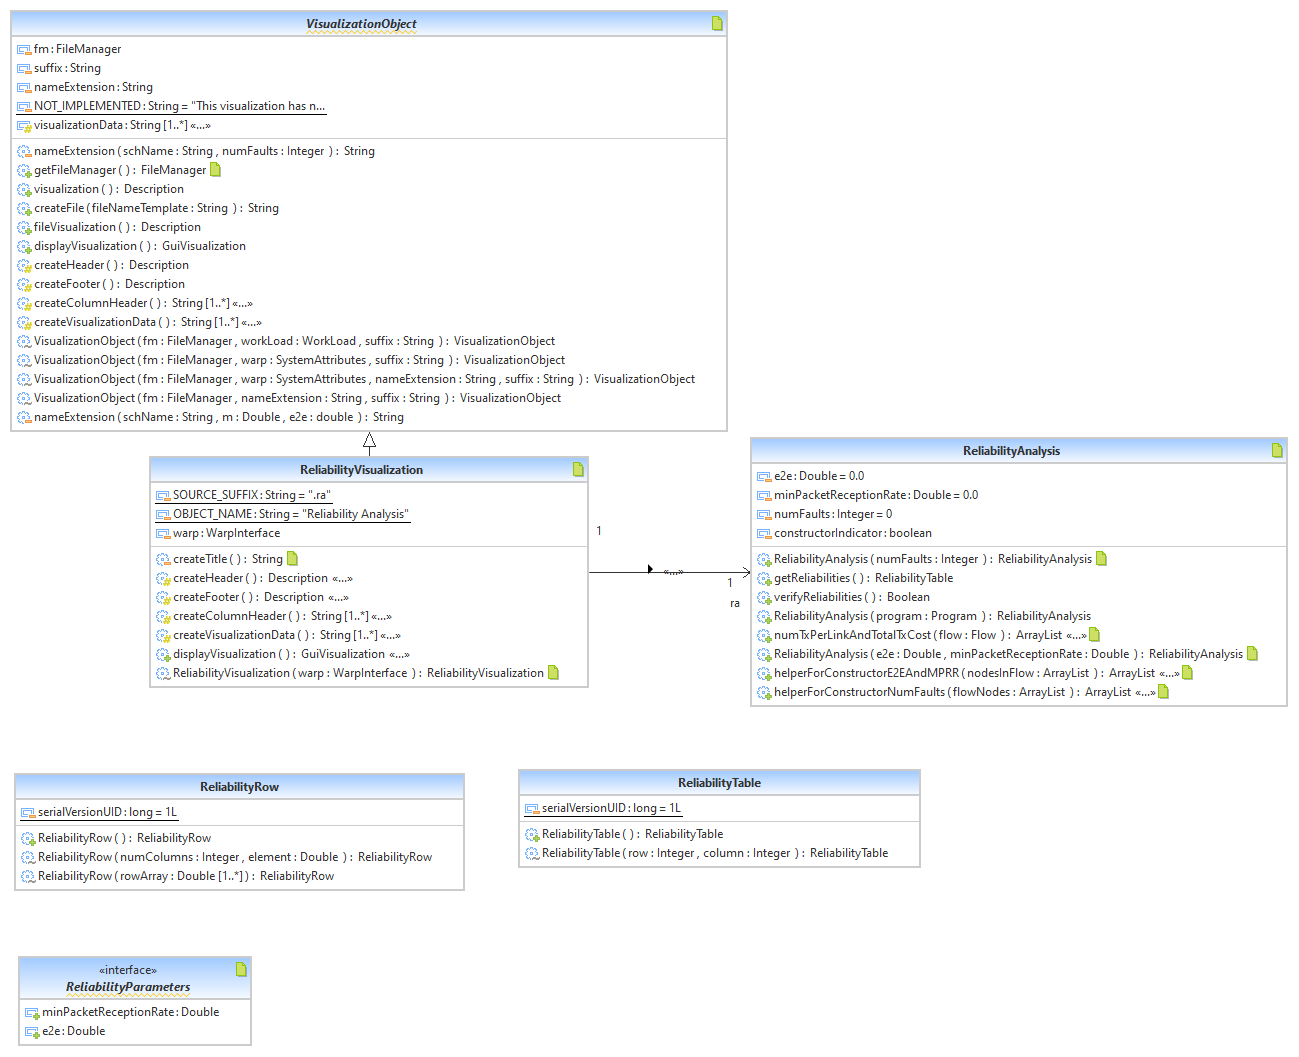 VisualizationObject
fm : FileManager
suffix : String
nameExtension : String
NOT_IMPLEMENTED : String = "This visualization has n...
visualizationData : String [1..*] «...»
nameExtension ( schName : String , numFaults : Integer ) : String
getFileManager ( ) : FileManager
visualization ( ) : Description
createFile ( fileNameTemplate : String ) : String
fileVisualization ( ) : Description
displayVisualization ( ) : GuiVisualization
createHeader ( ) : Description
createFooter ( ) : Description
createColumnHeader ( ) : String [1..*] «...»
createVisualizationData ( ) : String [1..*] «...»
VisualizationObject ( fm : FileManager , workLoad : WorkLoad , suffix : String ) : VisualizationObject
VisualizationObject ( fm : FileManager , warp : SystemAttributes , suffix : String ) : VisualizationObject
VisualizationObject ( fm : FileManager , warp : SystemAttributes , nameExtension : String , suffix : String ) : VisualizationObject
VisualizationObject ( fm : FileManager , nameExtension : String , suffix : String ) : VisualizationObject
nameExtension ( schName : String , m : Double , e2e : double ) : String
ReliabilityVisualization
SOURCE_SUFFIX : String = ".ra"
OBJECT_NAME : String = "Reliability Analysis"
warp : WarpInterface
createTitle ( ) : String
createHeader ( ) : Description «...»
createFooter ( ) : Description «...»
createColumnHeader ( ) : String [1..*] «...»
createVisualizationData ( ) : String [1..*] «...»
displayVisualization ( ) : GuiVisualization «...»
ReliabilityVisualization ( warp : WarpInterface ) : ReliabilityVisualization
1
«...»
1
ra
ReliabilityAnalysis
e2e : Double = 0.0
minPacketReceptionRate : Double = 0.0
numFaults : Integer = 0
constructorIndicator : boolean
ReliabilityAnalysis ( numFaults : Integer ) : ReliabilityAnalysis
getReliabilities ( ) : ReliabilityTable
verifyReliabilities ( ) : Boolean
ReliabilityAnalysis ( program : Program ) : ReliabilityAnalysis
numTxPerLinkAndTotalTxCost ( flow : Flow ) : ArrayList «...»
ReliabilityAnalysis ( e2e : Double , minPacketReceptionRate : Double ) : ReliabilityAnalysis
helperForConstructorE2EAndMPRR ( nodesInFlow : ArrayList ) : ArrayList «...»
helperForConstructorNumFaults ( flowNodes : ArrayList ) : ArrayList «...»
ReliabilityRow
serialVersionUID : long = 1L
ReliabilityRow ( ) : ReliabilityRow
ReliabilityRow ( numColumns : Integer , element : Double ) : ReliabilityRow
ReliabilityRow ( rowArray : Double [1..*] ) : ReliabilityRow
ReliabilityTable
serialVersionUID : long = 1L
ReliabilityTable ( ) : ReliabilityTable
ReliabilityTable ( row : Integer , column : Integer ) : ReliabilityTable
«interface»
ReliabilityParameters
minPacketReceptionRate : Double
e2e : Double